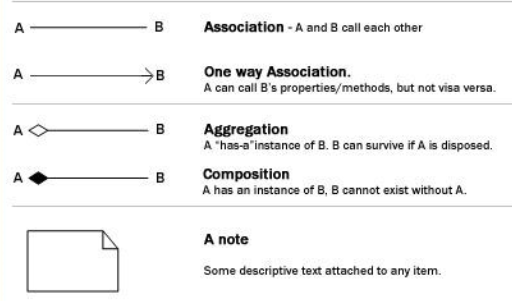 A B Association - A and B call each other
A B One way Association.
A can call B's properties/methods, but not visa versa.
A B Aggregation
A "has-a"instance of B. B can survive if A is disposed.
A B Composition
A has an instance of B, B cannot exist without A.
A note
Some descriptive text attached to any item.